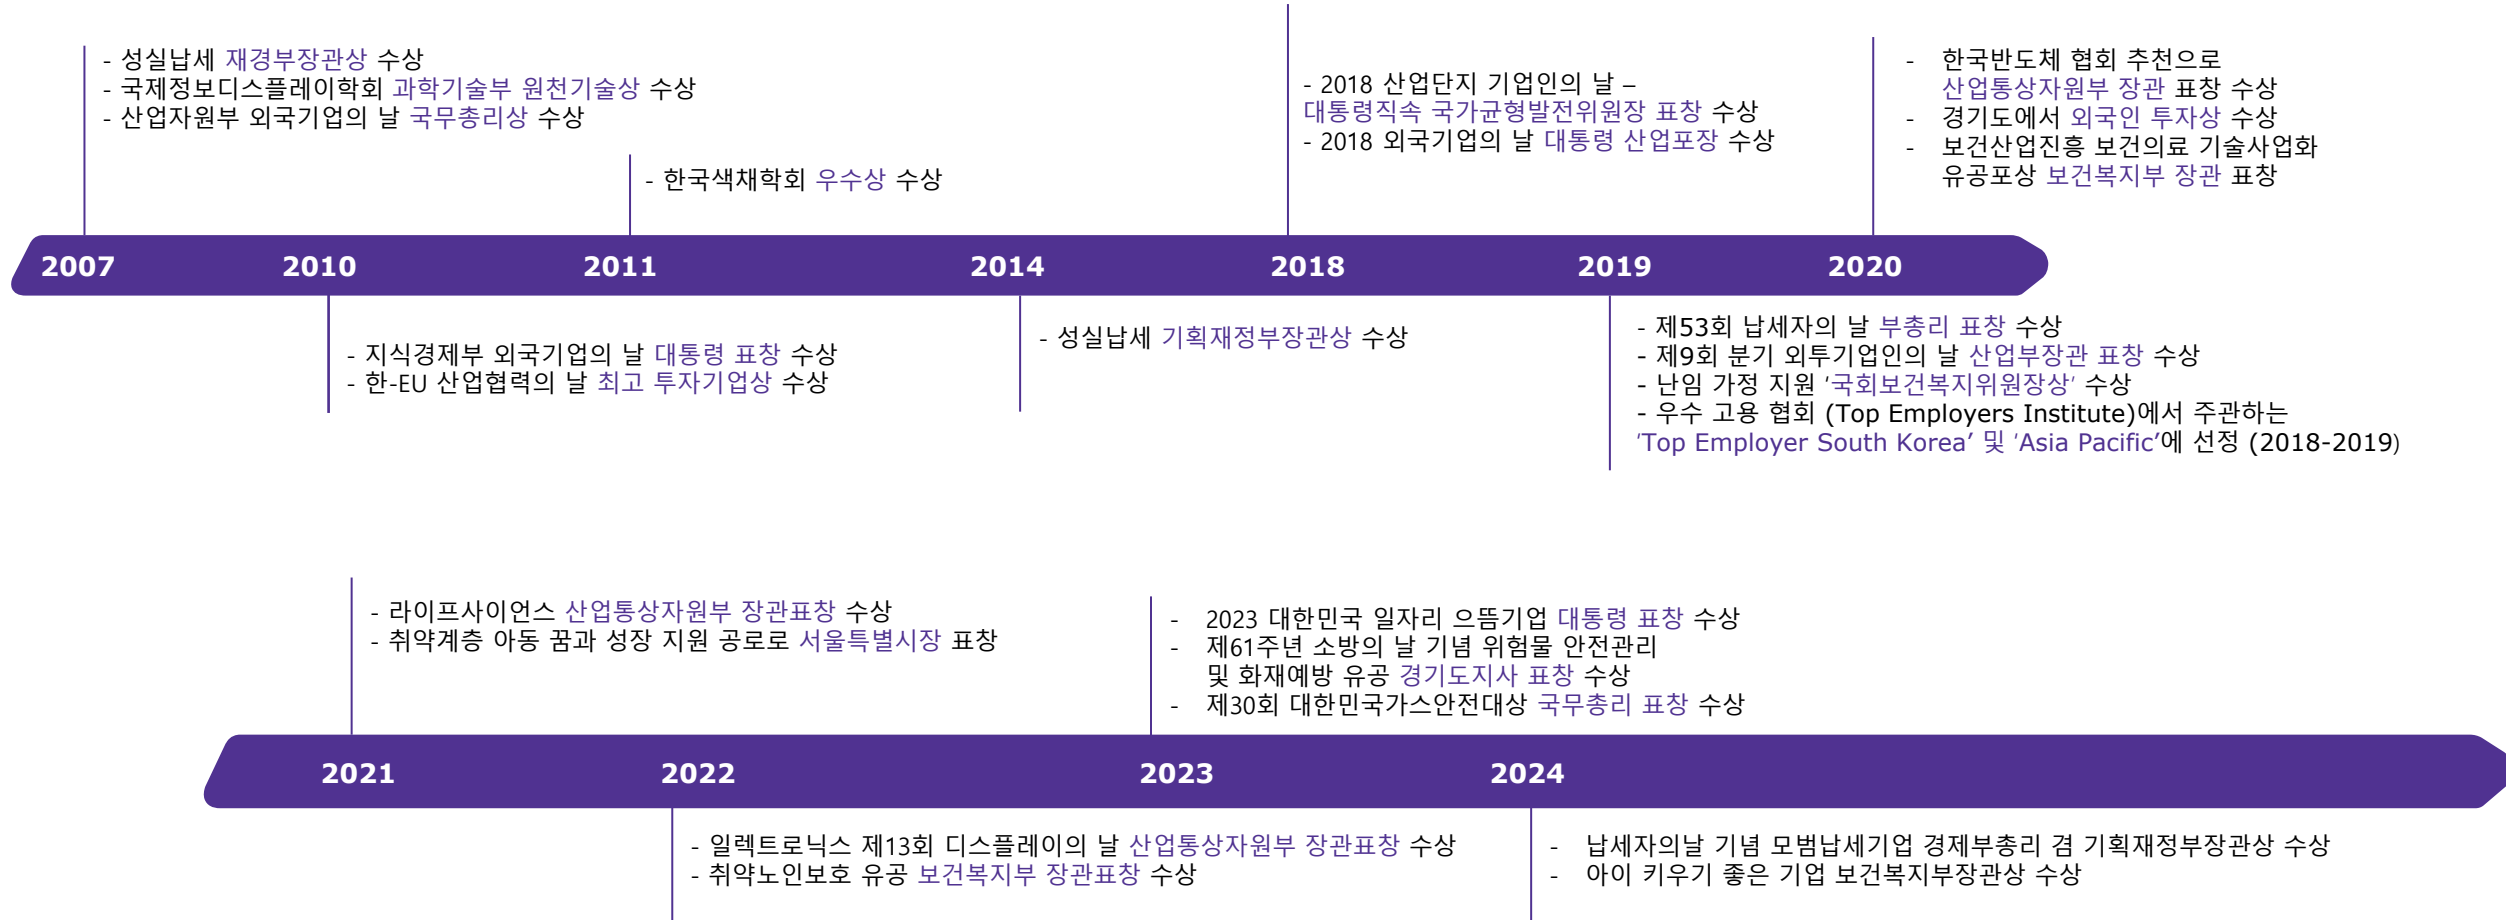 - 성실납세 재경부장관상 수상
- 국제정보디스플레이학회 과학기술부 원천기술상 수상
- 산업자원부 외국기업의 날 국무총리상 수상
- 한국색채학회 우수상 수상
- 2018 산업단지 기업인의 날 –
대통령직속 국가균형발전위원장 표창 수상
- 2018 외국기업의 날 대통령 산업포장 수상
- 한국반도체 협회 추천으로
산업통상자원부 장관 표창 수상
- 경기도에서 외국인 투자상 수상
- 보건산업진흥 보건의료 기술사업화
유공포상 보건복지부 장관 표창
2007 2010 2011 2014 2018 2019 2020
- 지식경제부 외국기업의 날 대통령 표창 수상
- 한-EU 산업협력의 날 최고 투자기업상 수상
- 성실납세 기획재정부장관상 수상
- 제53회 납세자의 날 부총리 표창 수상
- 제9회 분기 외투기업인의 날 산업부장관 표창 수상
- 난임 가정 지원 ‘국회보건복지위원장상’ 수상
- 우수 고용 협회 (Top Employers Institute)에서 주관하는
‘Top Employer South Korea’ 및 ‘Asia Pacific’에 선정 (2018-2019)
- 라이프사이언스 산업통상자원부 장관표창 수상
- 취약계층 아동 꿈과 성장 지원 공로로 서울특별시장 표창
- 2023 대한민국 일자리 으뜸기업 대통령 표창 수상
- 제61주년 소방의 날 기념 위험물 안전관리
및 화재예방 유공 경기도지사 표창 수상
- 제30회 대한민국가스안전대상 국무총리 표창 수상
2021 2022 2023 2024
- 일렉트로닉스 제13회 디스플레이의 날 산업통상자원부 장관표창 수상
- 취약노인보호 유공 보건복지부 장관표창 수상
- 납세자의날 기념 모범납세기업 경제부총리 겸 기획재정부장관상 수상
- 아이 키우기 좋은 기업 보건복지부장관상 수상